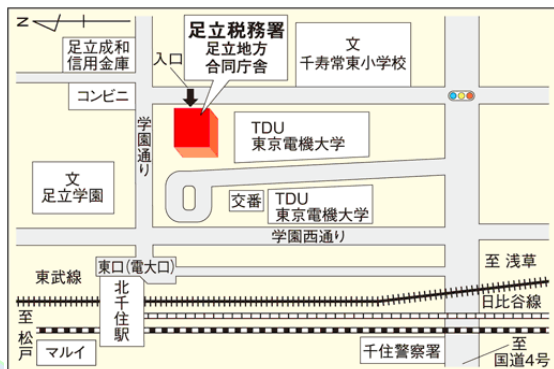 N
足立成和
信用金庫
入口
足立税務署
足立地方
合同庁舎
文
千寿常東小学校
コンビニ
学園通り
TDU
東京電機大学
文
足立学園
交番
TDU
東京電機大学
学園西通り
東口(電大口)
東武線
北千住駅
至 浅草
日比谷線
至 松戸
マルイ
千住警察署
至
国道4号